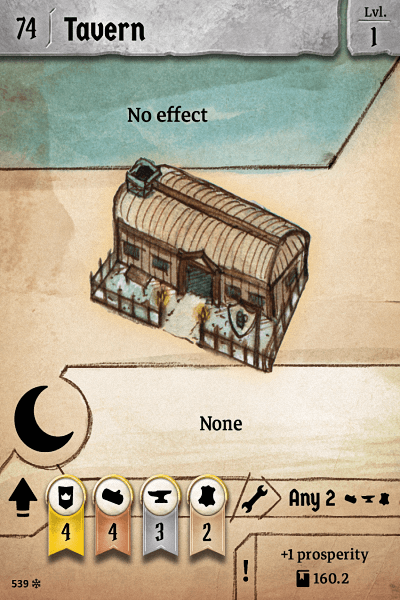 74 Tavern
Lvl.
1
No effect
None
4 4 3 2
Any 2
+1 prosperity
! 160.2
539